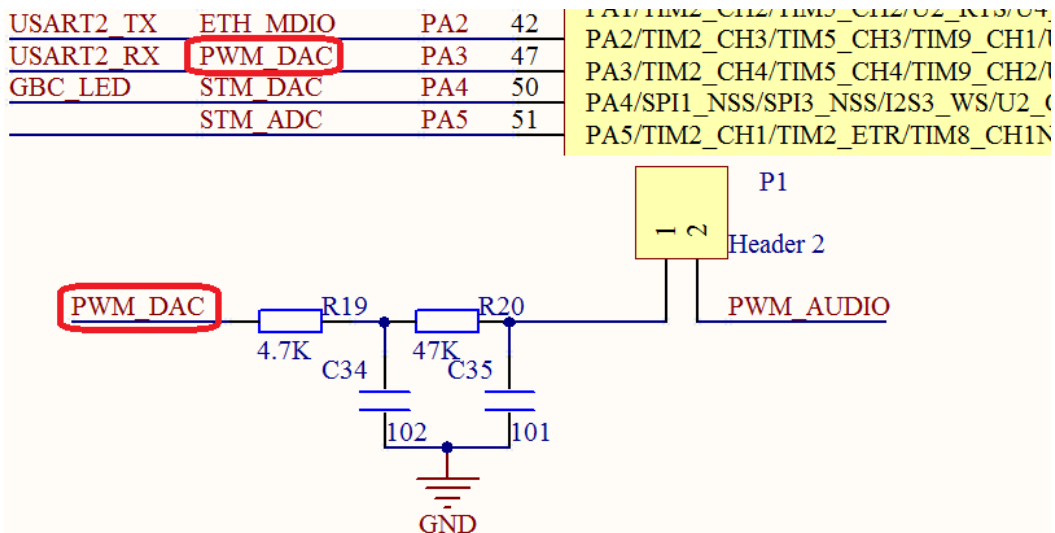 USART2_TX ETH_MDIO PA2 42
PA2/TIM2_CH3/TIM5_CH3/TIM9_CH1/
USART2_RX PWM_DAC PA3 47
PA3/TIM2_CH4/TIM5_CH4/TIM9_CH2/
GBC_LED STM_DAC PA4 50
PA4/SPI1_NSS/SPI3_NSS/I2S3_WS/U2_
STM_ADC PA5 51
PA5/TIM2_CH1/TIM2_ETR/TIM8_CH1N
P1
1 2
Header 2
PWM_DAC R19 R20 PWM_AUDIO
4.7K 47K
C34 C35
102 101
GND